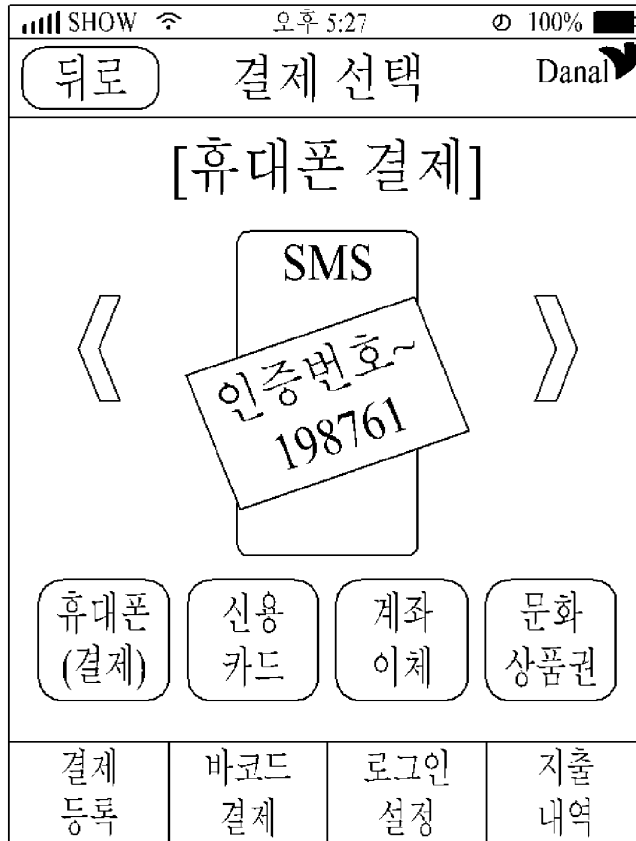 SHOW 오후 5:27 100%
뒤로 결제 선택 Danal
[휴대폰 결제]
SMS
인증번호~
198761
휴대폰 신용 계좌 문화
(결제) 카드 이체 상품권
결제 바코드 로그인 지출
등록 결제 설정 내역